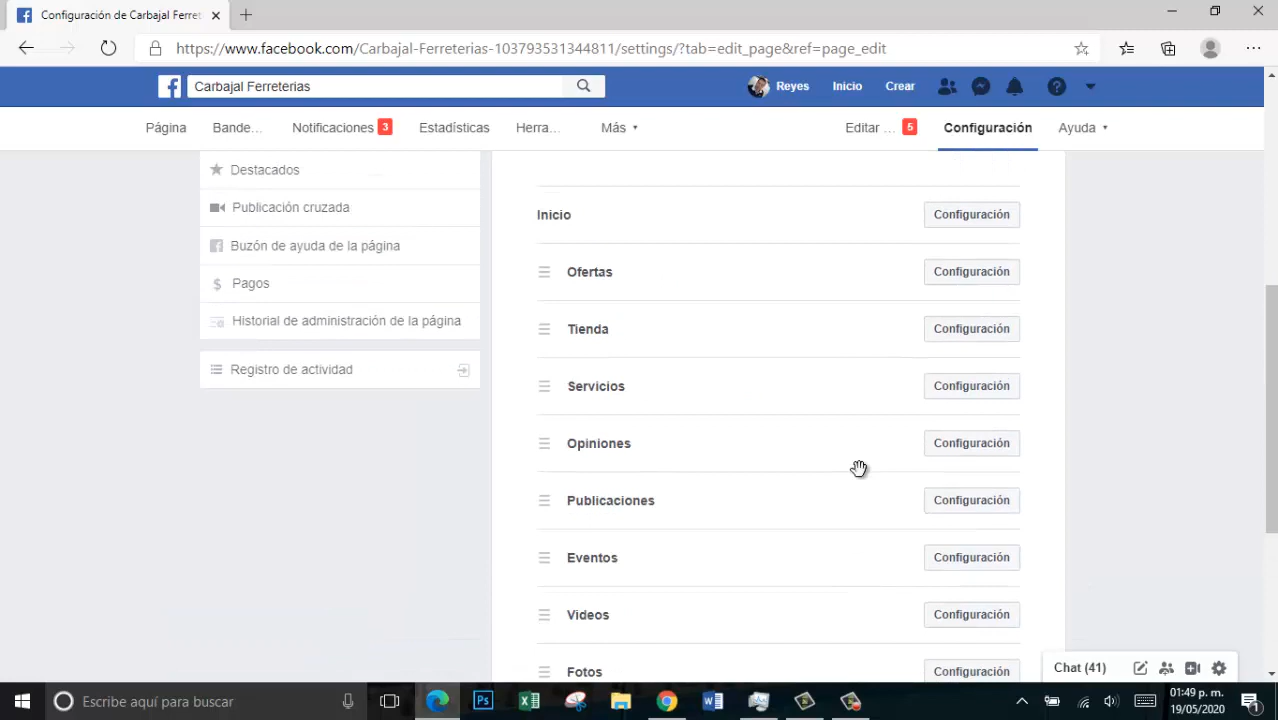 Configuración de Carbajal Ferret
https://www.facebook.com/Carbajal-Ferreterias-103793531344811/settings/?tab=edit_page&ref=page_edit
Carbajal Ferreterias
Reyes
Inicio
Crear
Página
Bande...
Notificaciones 3
Estadísticas
Herra...
Más
Editar ... 5
Configuración
Ayuda
Destacados
Publicación cruzada
Buzón de ayuda de la página
Pagos
Historial de administración de la página
Registro de actividad
Inicio Configuración
Ofertas Configuración
Tienda Configuración
Servicios Configuración
Opiniones Configuración
Publicaciones Configuración
Eventos Configuración
Videos Configuración
Fotos Configuración
Chat (41)
Escribe aquí para buscar
01:49 p. m.
19/05/2020